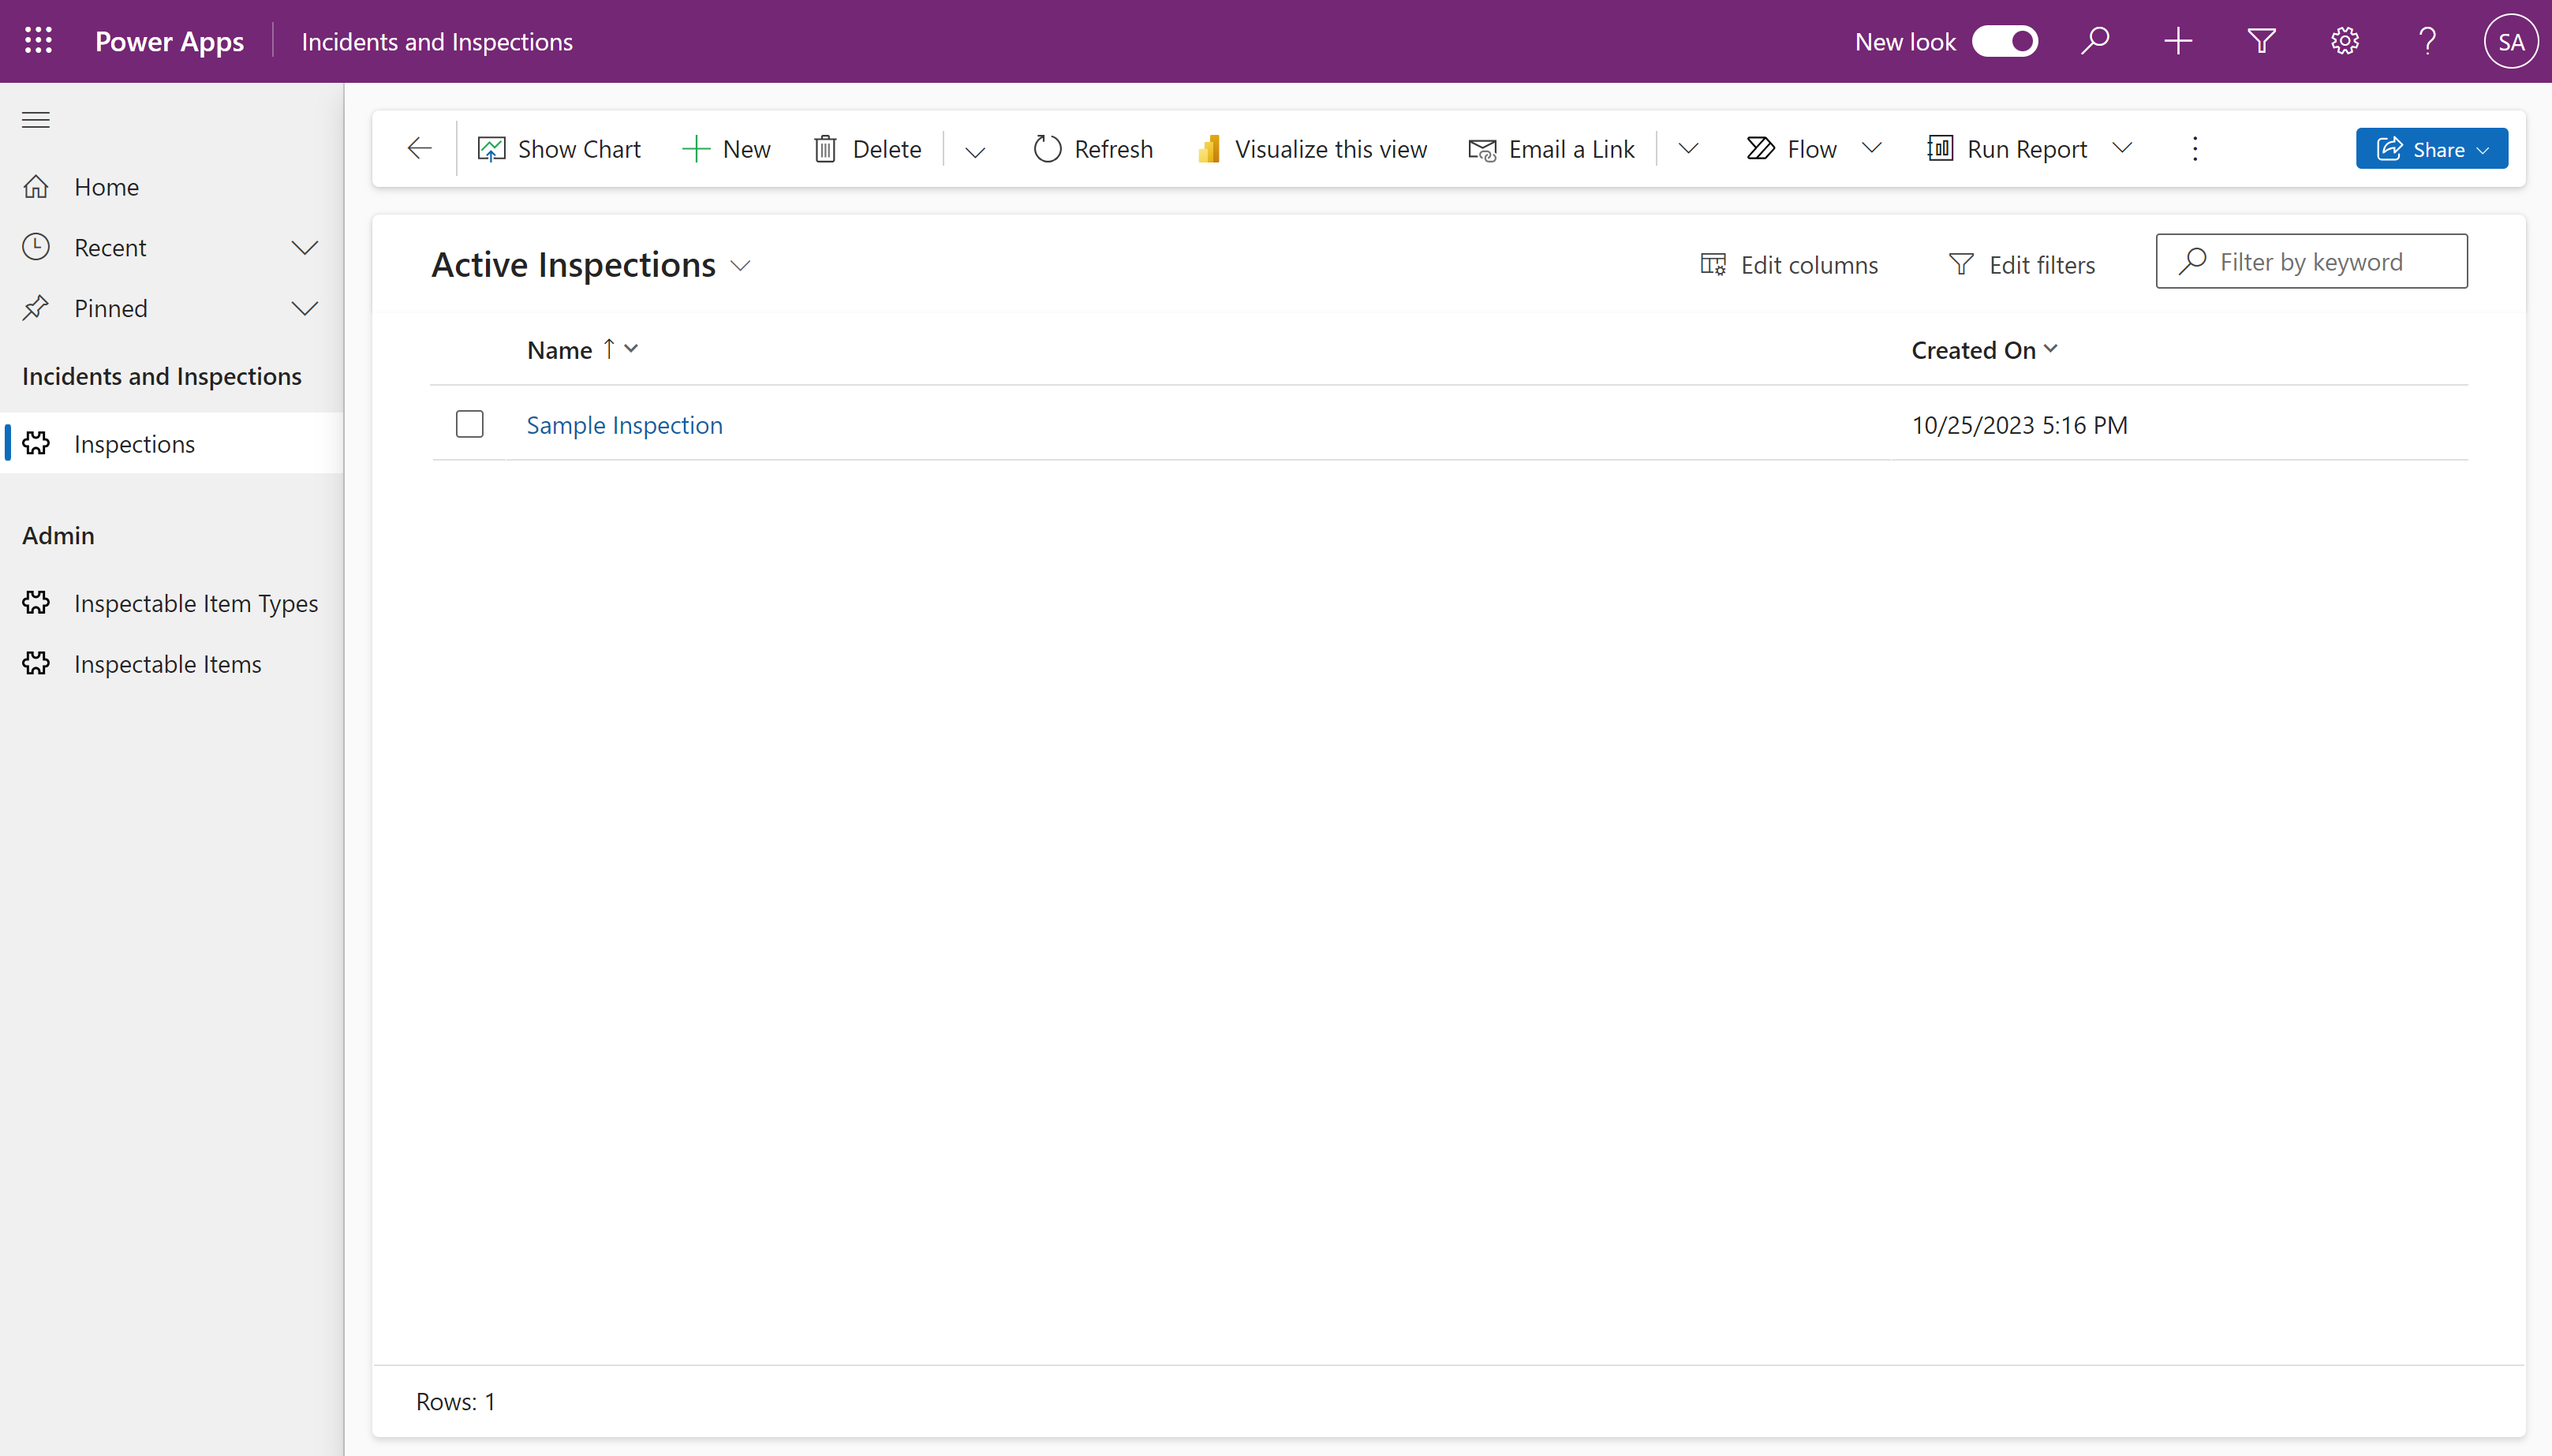 Power Apps
Incidents and Inspections
New look
SA
Home
Recent
Pinned
Incidents and Inspections
Inspections
Admin
Inspectable Item Types
Inspectable Items
Show Chart
New
Delete
Refresh
Visualize this view
Email a Link
Flow
Run Report
Share
Active Inspections
Edit columns
Edit filters
Filter by keyword
Name
Created On
Sample Inspection
10/25/2023 5:16 PM
Rows: 1